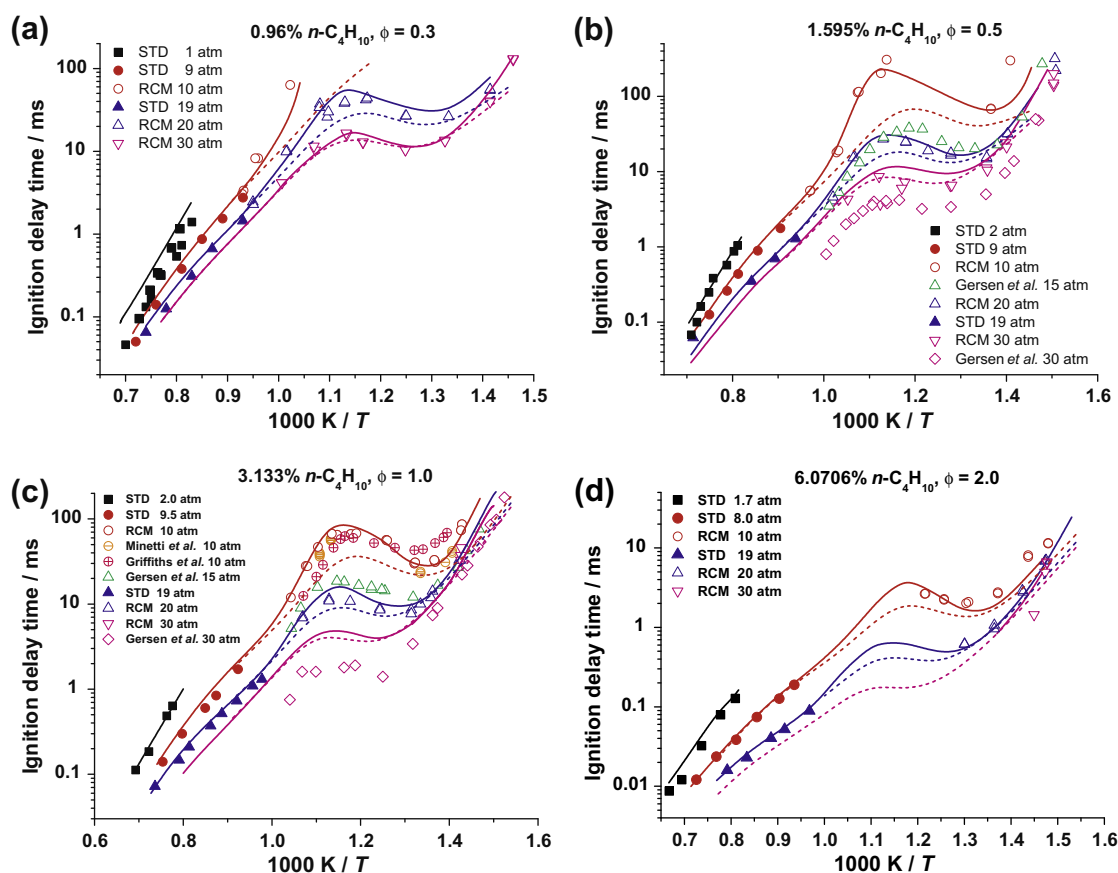 (a)
0.96% n-C4H10, ϕ = 0.3
STD 1 atm
STD 9 atm
RCM 10 atm
STD 19 atm
RCM 20 atm
RCM 30 atm
Ignition delay time / ms
100
10
1
0.1
0.7 0.8 0.9 1.0 1.1 1.2 1.3 1.4 1.5
1000 K / T
(b)
1.595% n-C4H10, ϕ = 0.5
STD 2 atm
STD 9 atm
RCM 10 atm
Gersen et al. 15 atm
RCM 20 atm
STD 19 atm
RCM 30 atm
Gersen et al. 30 atm
Ignition delay time / ms
100
10
1
0.1
0.8 1.0 1.2 1.4 1.6
1000 K / T
(c)
3.133% n-C4H10, ϕ = 1.0
STD 2.0 atm
STD 9.5 atm
RCM 10 atm
Minetti et al. 10 atm
Griffiths et al. 10 atm
Gersen et al. 15 atm
STD 19 atm
RCM 20 atm
RCM 30 atm
Gersen et al. 30 atm
Ignition delay time / ms
100
10
1
0.1
0.6 0.8 1.0 1.2 1.4 1.6
1000 K / T
(d)
6.0706% n-C4H10, ϕ = 2.0
STD 1.7 atm
STD 8.0 atm
RCM 10 atm
STD 19 atm
RCM 20 atm
RCM 30 atm
Ignition delay time / ms
100
10
1
0.1
0.01
0.7 0.8 0.9 1.0 1.1 1.2 1.3 1.4 1.5 1.6
1000 K / T